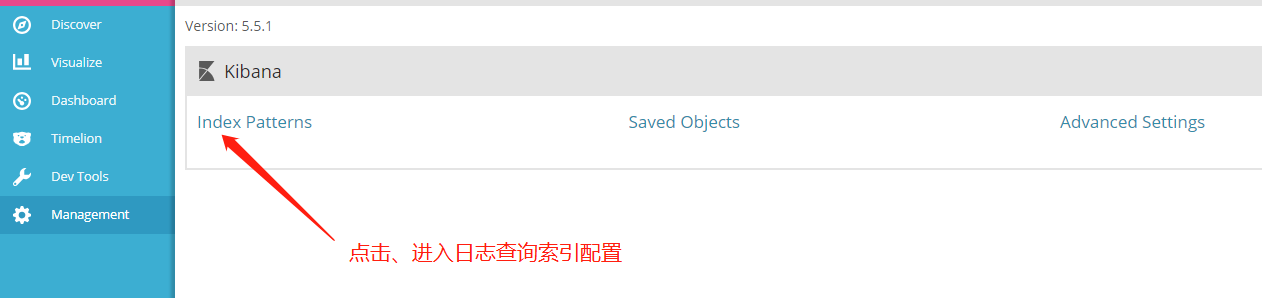 Discover
Visualize
Dashboard
Timelion
Dev Tools
Management
Version: 5.5.1
Kibana
Index Patterns
Saved Objects
Advanced Settings
点击、进入日志查询索引配置